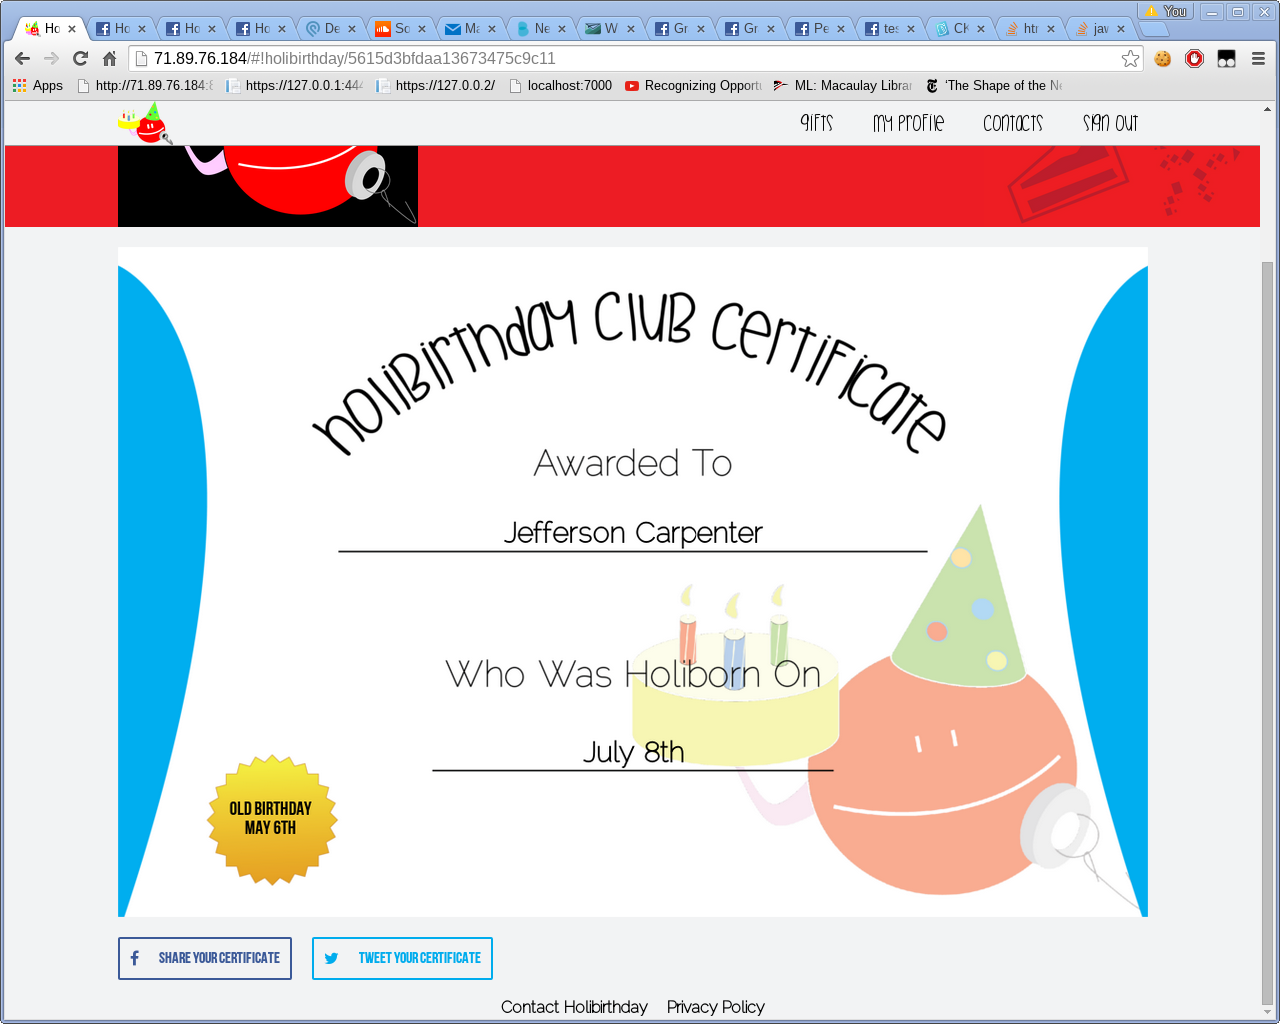 You
Ho
Ho
Ho
Ho
De
So
Ma
Ne
W
Gr
Gr
Pe
tes
CK
htt
jav
71.89.76.184/#!holibirthday/5615d3bfdaa13673475c9c11
Apps http://71.89.76.184:8 https://127.0.0.1:444 https://127.0.0.2/ localhost:7000 Recognizing Opportu ML: Macaulay Librar 'The Shape of the Ne
Gifts My Profile Contacts Sign Out
Holibirthday Club Certificate
Awarded To
Jefferson Carpenter
Who Was Holiborn On
July 8th
OLD BIRTHDAY
MAY 6TH
SHARE YOUR CERTIFICATE TWEET YOUR CERTIFICATE
Contact Holibirthday Privacy Policy